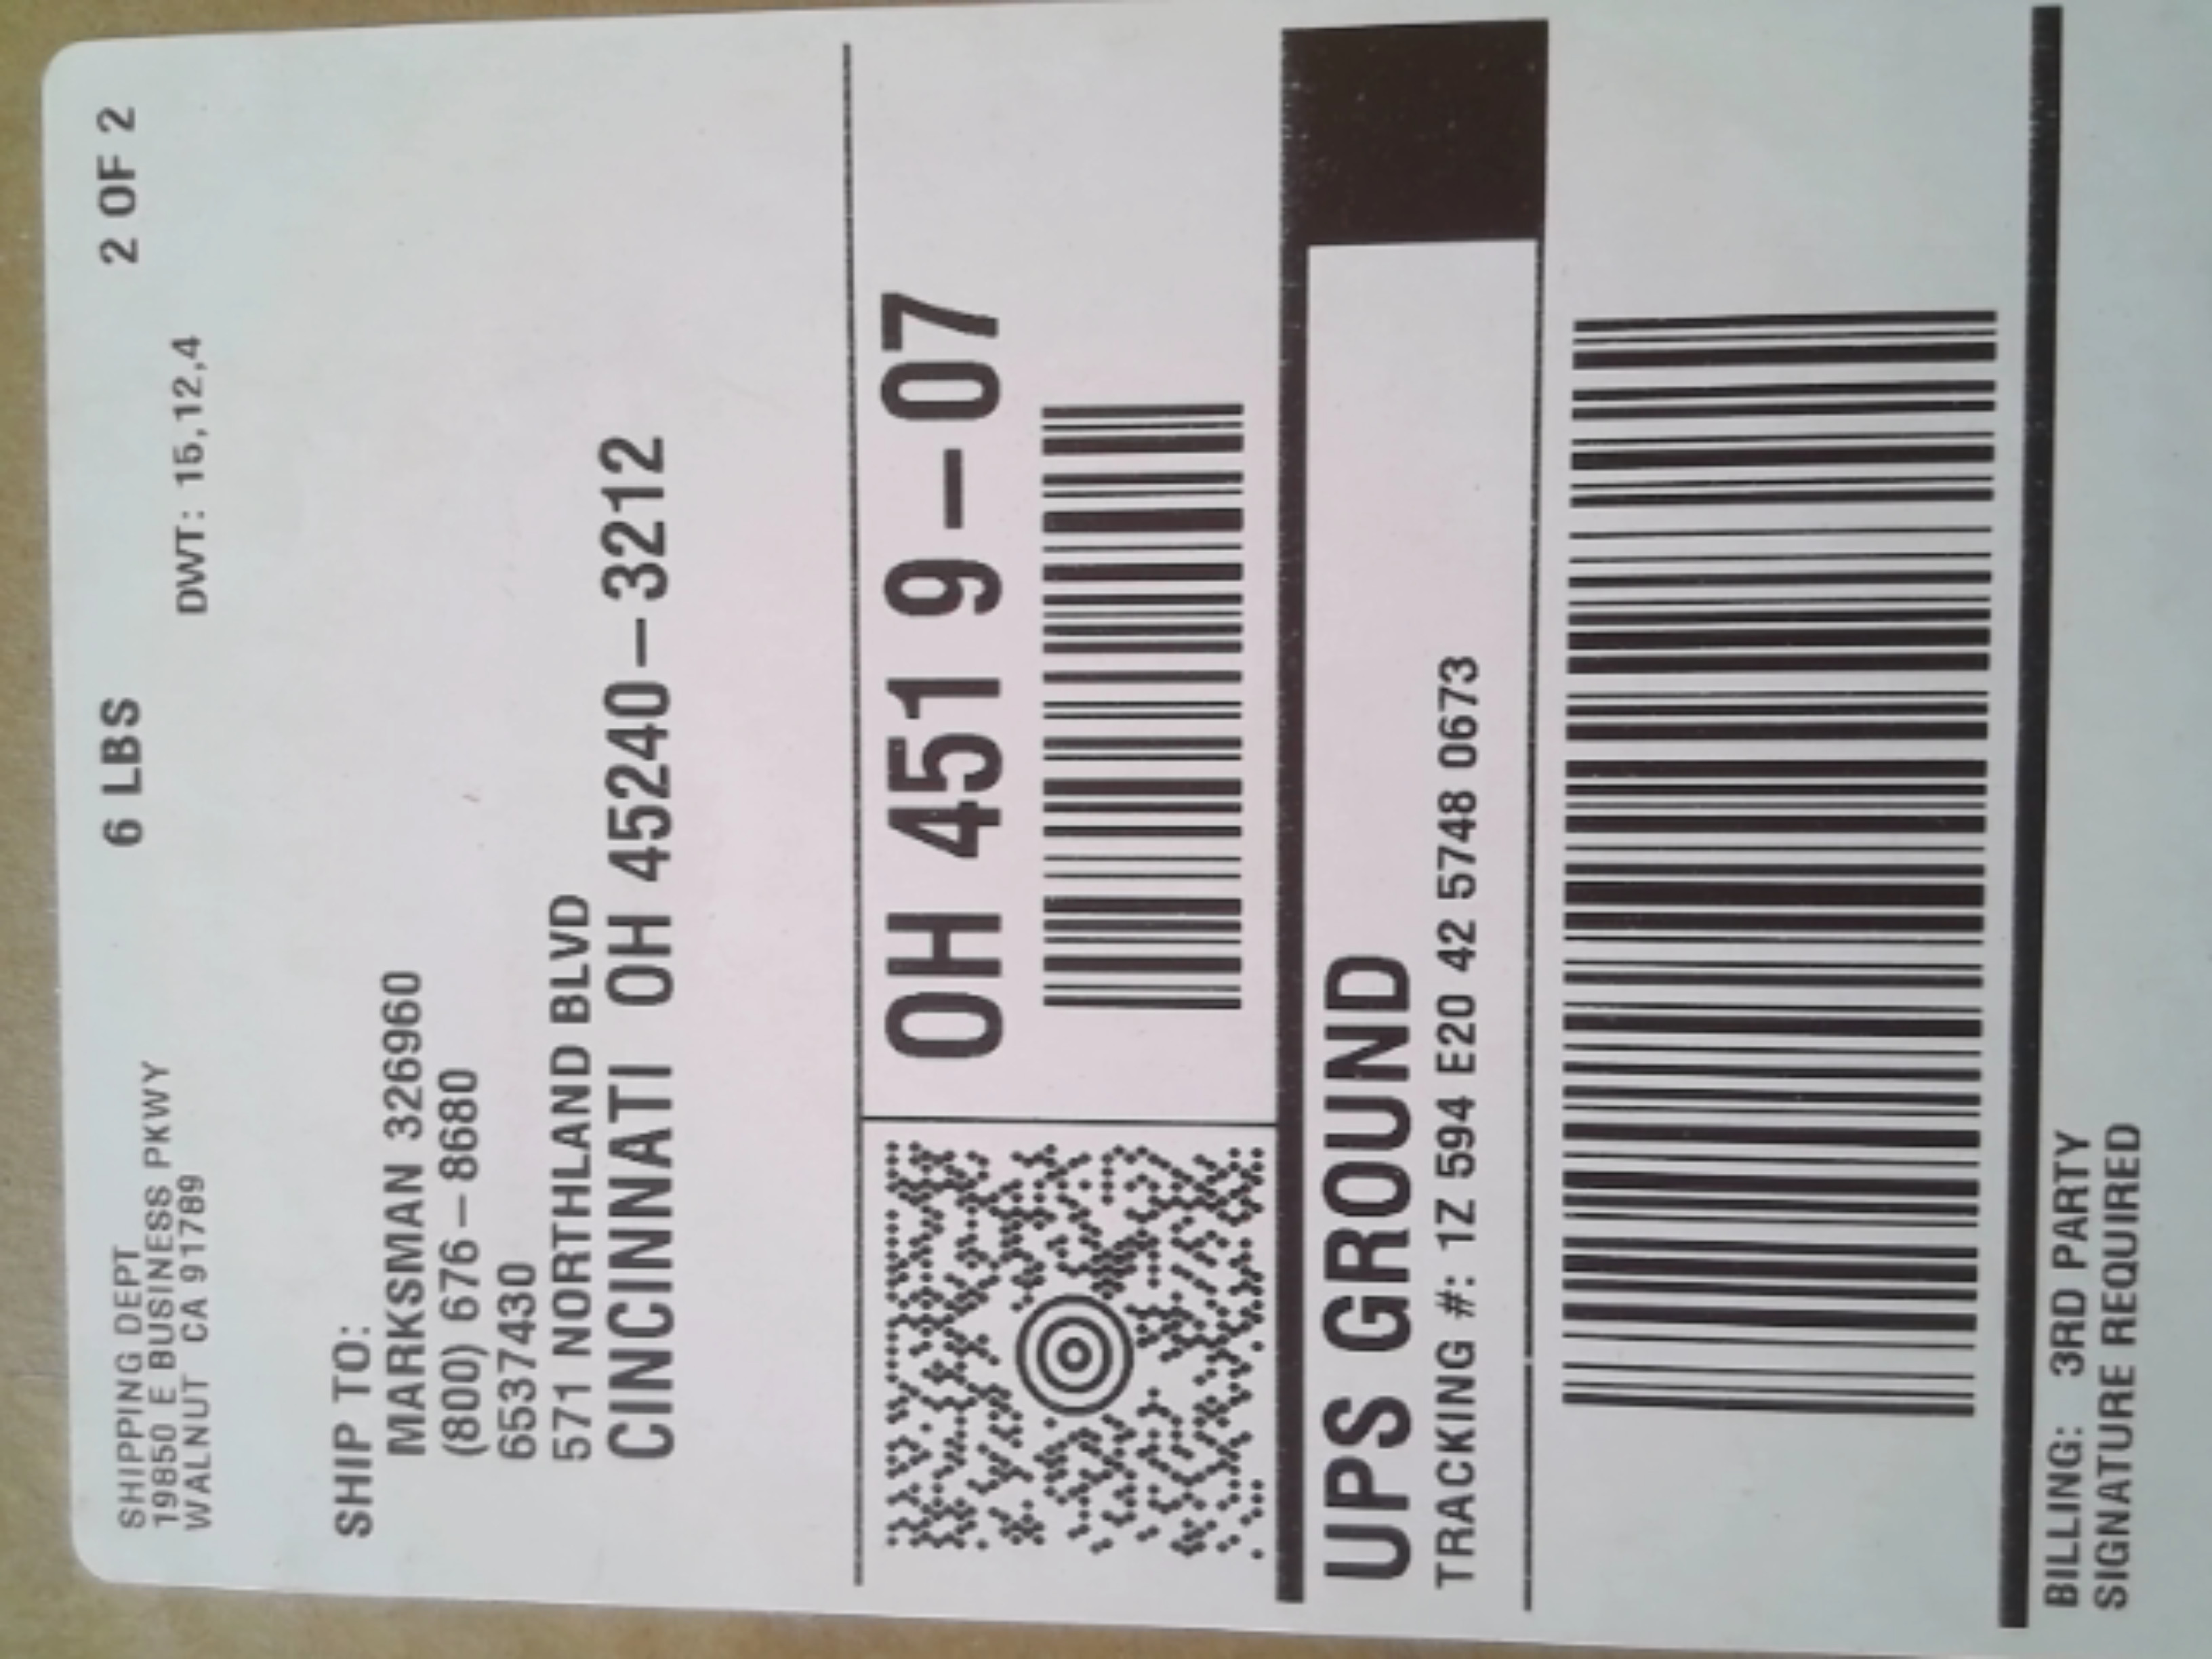 SHIPPING DEPT
19850 E BUSINESS PKWY
WALNUT CA 91789
6 LBS
2 OF 2
DWT: 15,12,4
SHIP TO:
MARKSMAN 326960
(800) 676-8680
6537430
571 NORTHLAND BLVD
CINCINNATI OH 45240-3212
OH 451 9-07
UPS GROUND
TRACKING #: 1Z 594 E20 42 5748 0673
BILLING: 3RD PARTY
SIGNATURE REQUIRED